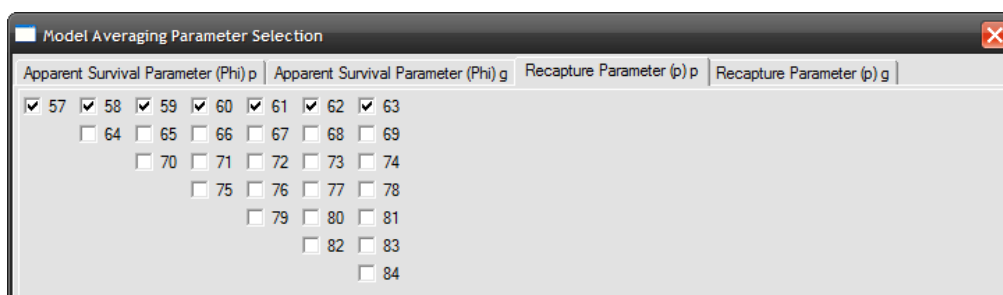 Model Averaging Parameter Selection
Apparent Survival Parameter (Phi) p Apparent Survival Parameter (Phi) g Recapture Parameter (p) p Recapture Parameter (p) g
57 58 59 60 61 62 63
64 65 66 67 68 69
70 71 72 73 74
75 76 77 78
79 80 81
82 83
84